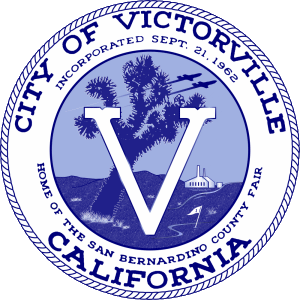 CITY OF VICTORVILLE
INCORPORATED SEPT. 21, 1962
V
HOME OF THE SAN BERNARDINO COUNTY FAIR
CALIFORNIA